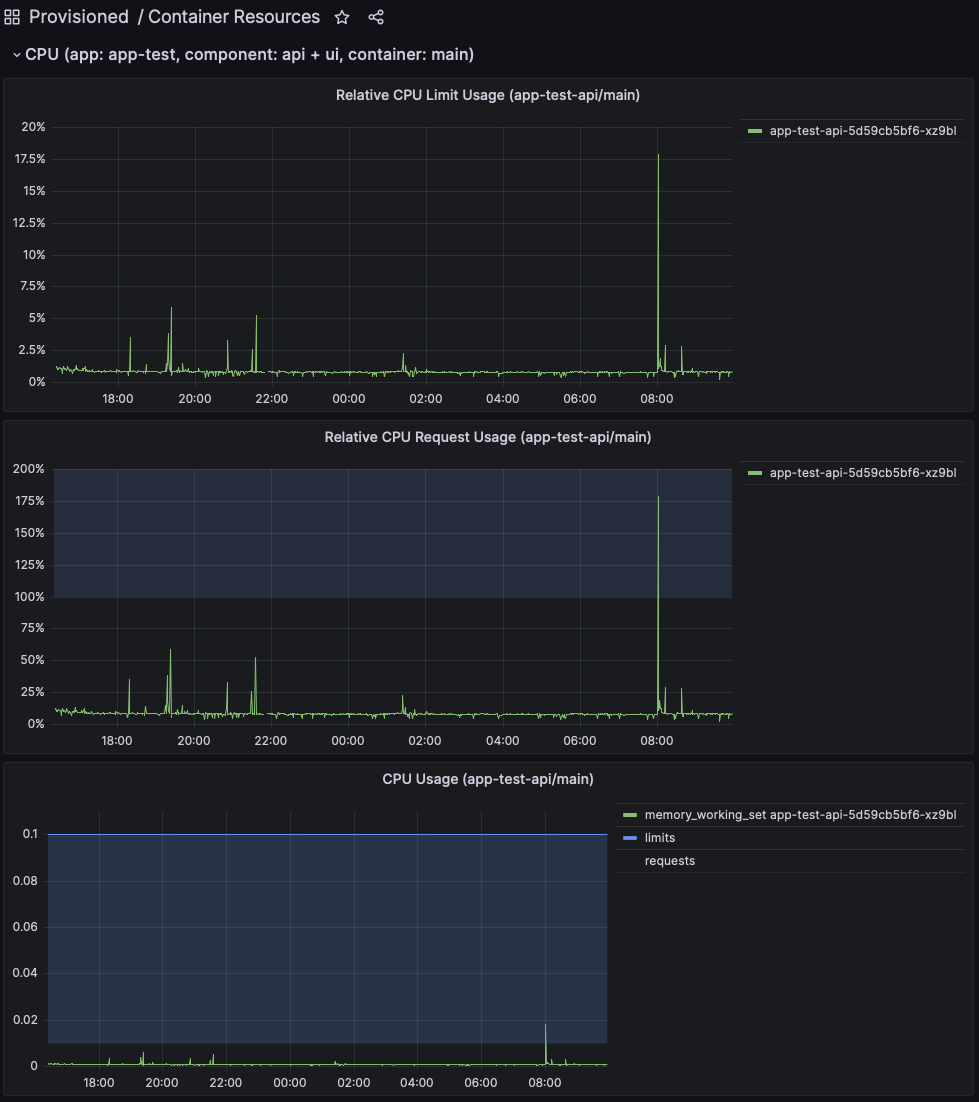 Provisioned / Container Resources
CPU (app: app-test, component: api + ui, container: main)
Relative CPU Limit Usage (app-test-api/main)
20%
17.5%
15%
12.5%
10%
7.5%
5%
2.5%
0%
18:00 20:00 22:00 00:00 02:00 04:00 06:00 08:00
app-test-api-5d59cb5bf6-xz9bl
Relative CPU Request Usage (app-test-api/main)
200%
175%
150%
125%
100%
75%
50%
25%
0%
18:00 20:00 22:00 00:00 02:00 04:00 06:00 08:00
app-test-api-5d59cb5bf6-xz9bl
CPU Usage (app-test-api/main)
0.1
0.08
0.06
0.04
0.02
0
18:00 20:00 22:00 00:00 02:00 04:00 06:00 08:00
memory_working_set app-test-api-5d59cb5bf6-xz9bl
limits
requests